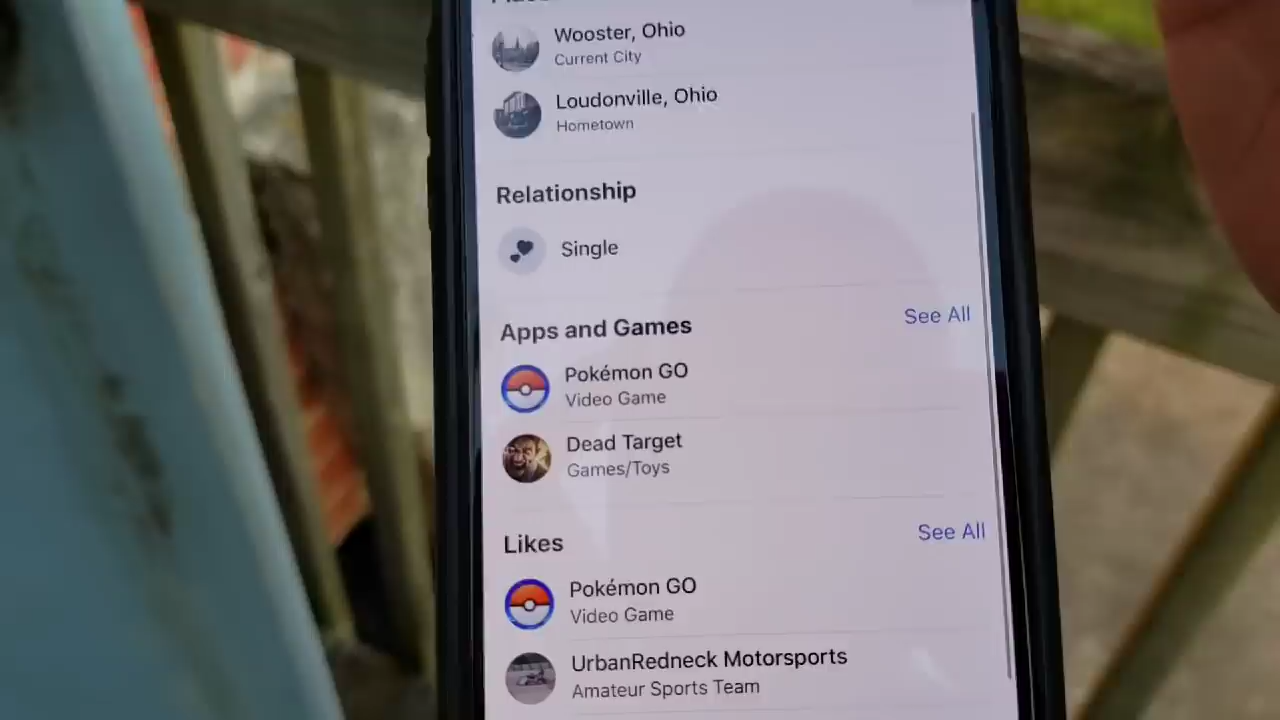 Wooster, Ohio
Current City
Loudonville, Ohio
Hometown
Relationship
Single
Apps and Games
See All
Pokémon GO
Video Game
Dead Target
Games/Toys
Likes
See All
Pokémon GO
Video Game
UrbanRedneck Motorsports
Amateur Sports Team